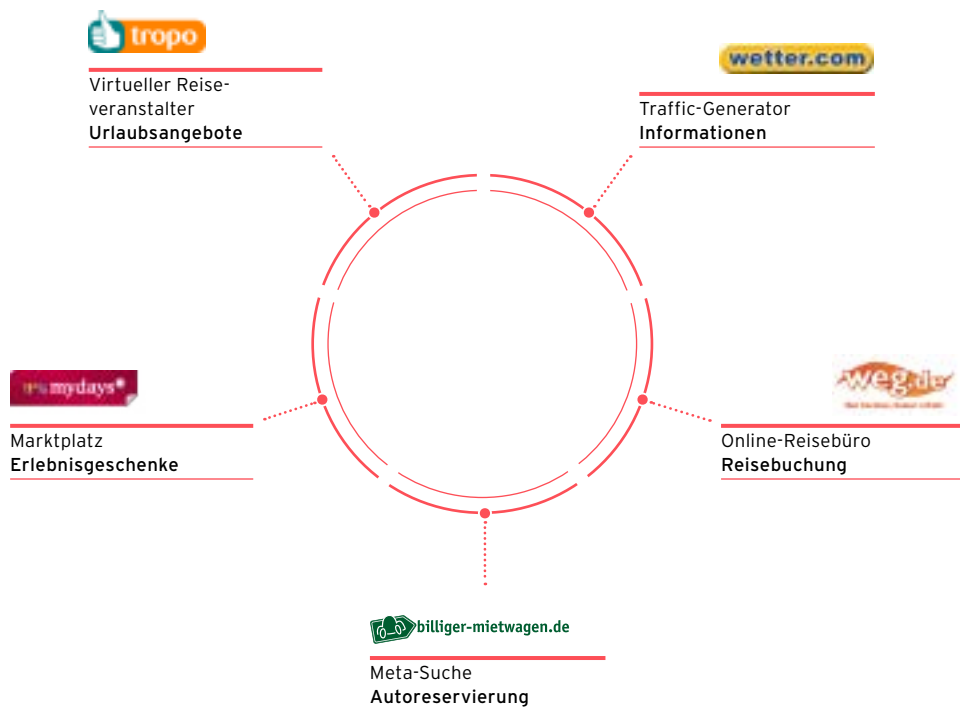 tropo
Virtueller Reise-
veranstalter
Urlaubsangebote
wetter.com
Traffic-Generator
Informationen
mydays
Marktplatz
Erlebnisgeschenke
weg.de
Online-Reisebüro
Reisebuchung
billiger-mietwagen.de
Meta-Suche
Autoreservierung